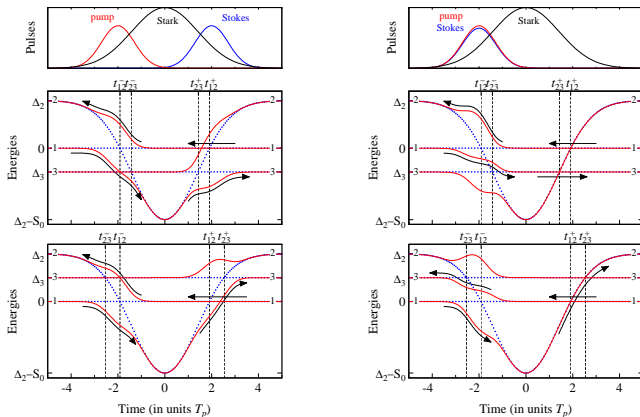 Pulses
pump
Stark
Stokes
t₁₂⁻ t₂₃⁻
t₂₃⁺ t₁₂⁺
Energies
Δ₂
0
Δ₃
Δ₂–S₀
2
1
3
2
1
3
t₂₃⁻ t₁₂⁻
t₁₂⁺ t₂₃⁺
Energies
Δ₂
Δ₃
0
Δ₂–S₀
2
3
1
2
3
1
-4 -2 0 2 4
Time (in units Tₚ)
Pulses
pump
Stokes
Stark
t₁₂⁻ t₂₃⁻
t₂₃⁺ t₁₂⁺
Energies
Δ₂
0
Δ₃
Δ₂–S₀
2
1
3
2
1
3
t₂₃⁻ t₁₂⁻
t₁₂⁺ t₂₃⁺
Energies
Δ₂
Δ₃
0
Δ₂–S₀
2
3
1
2
3
1
-4 -2 0 2 4
Time (in units Tₚ)